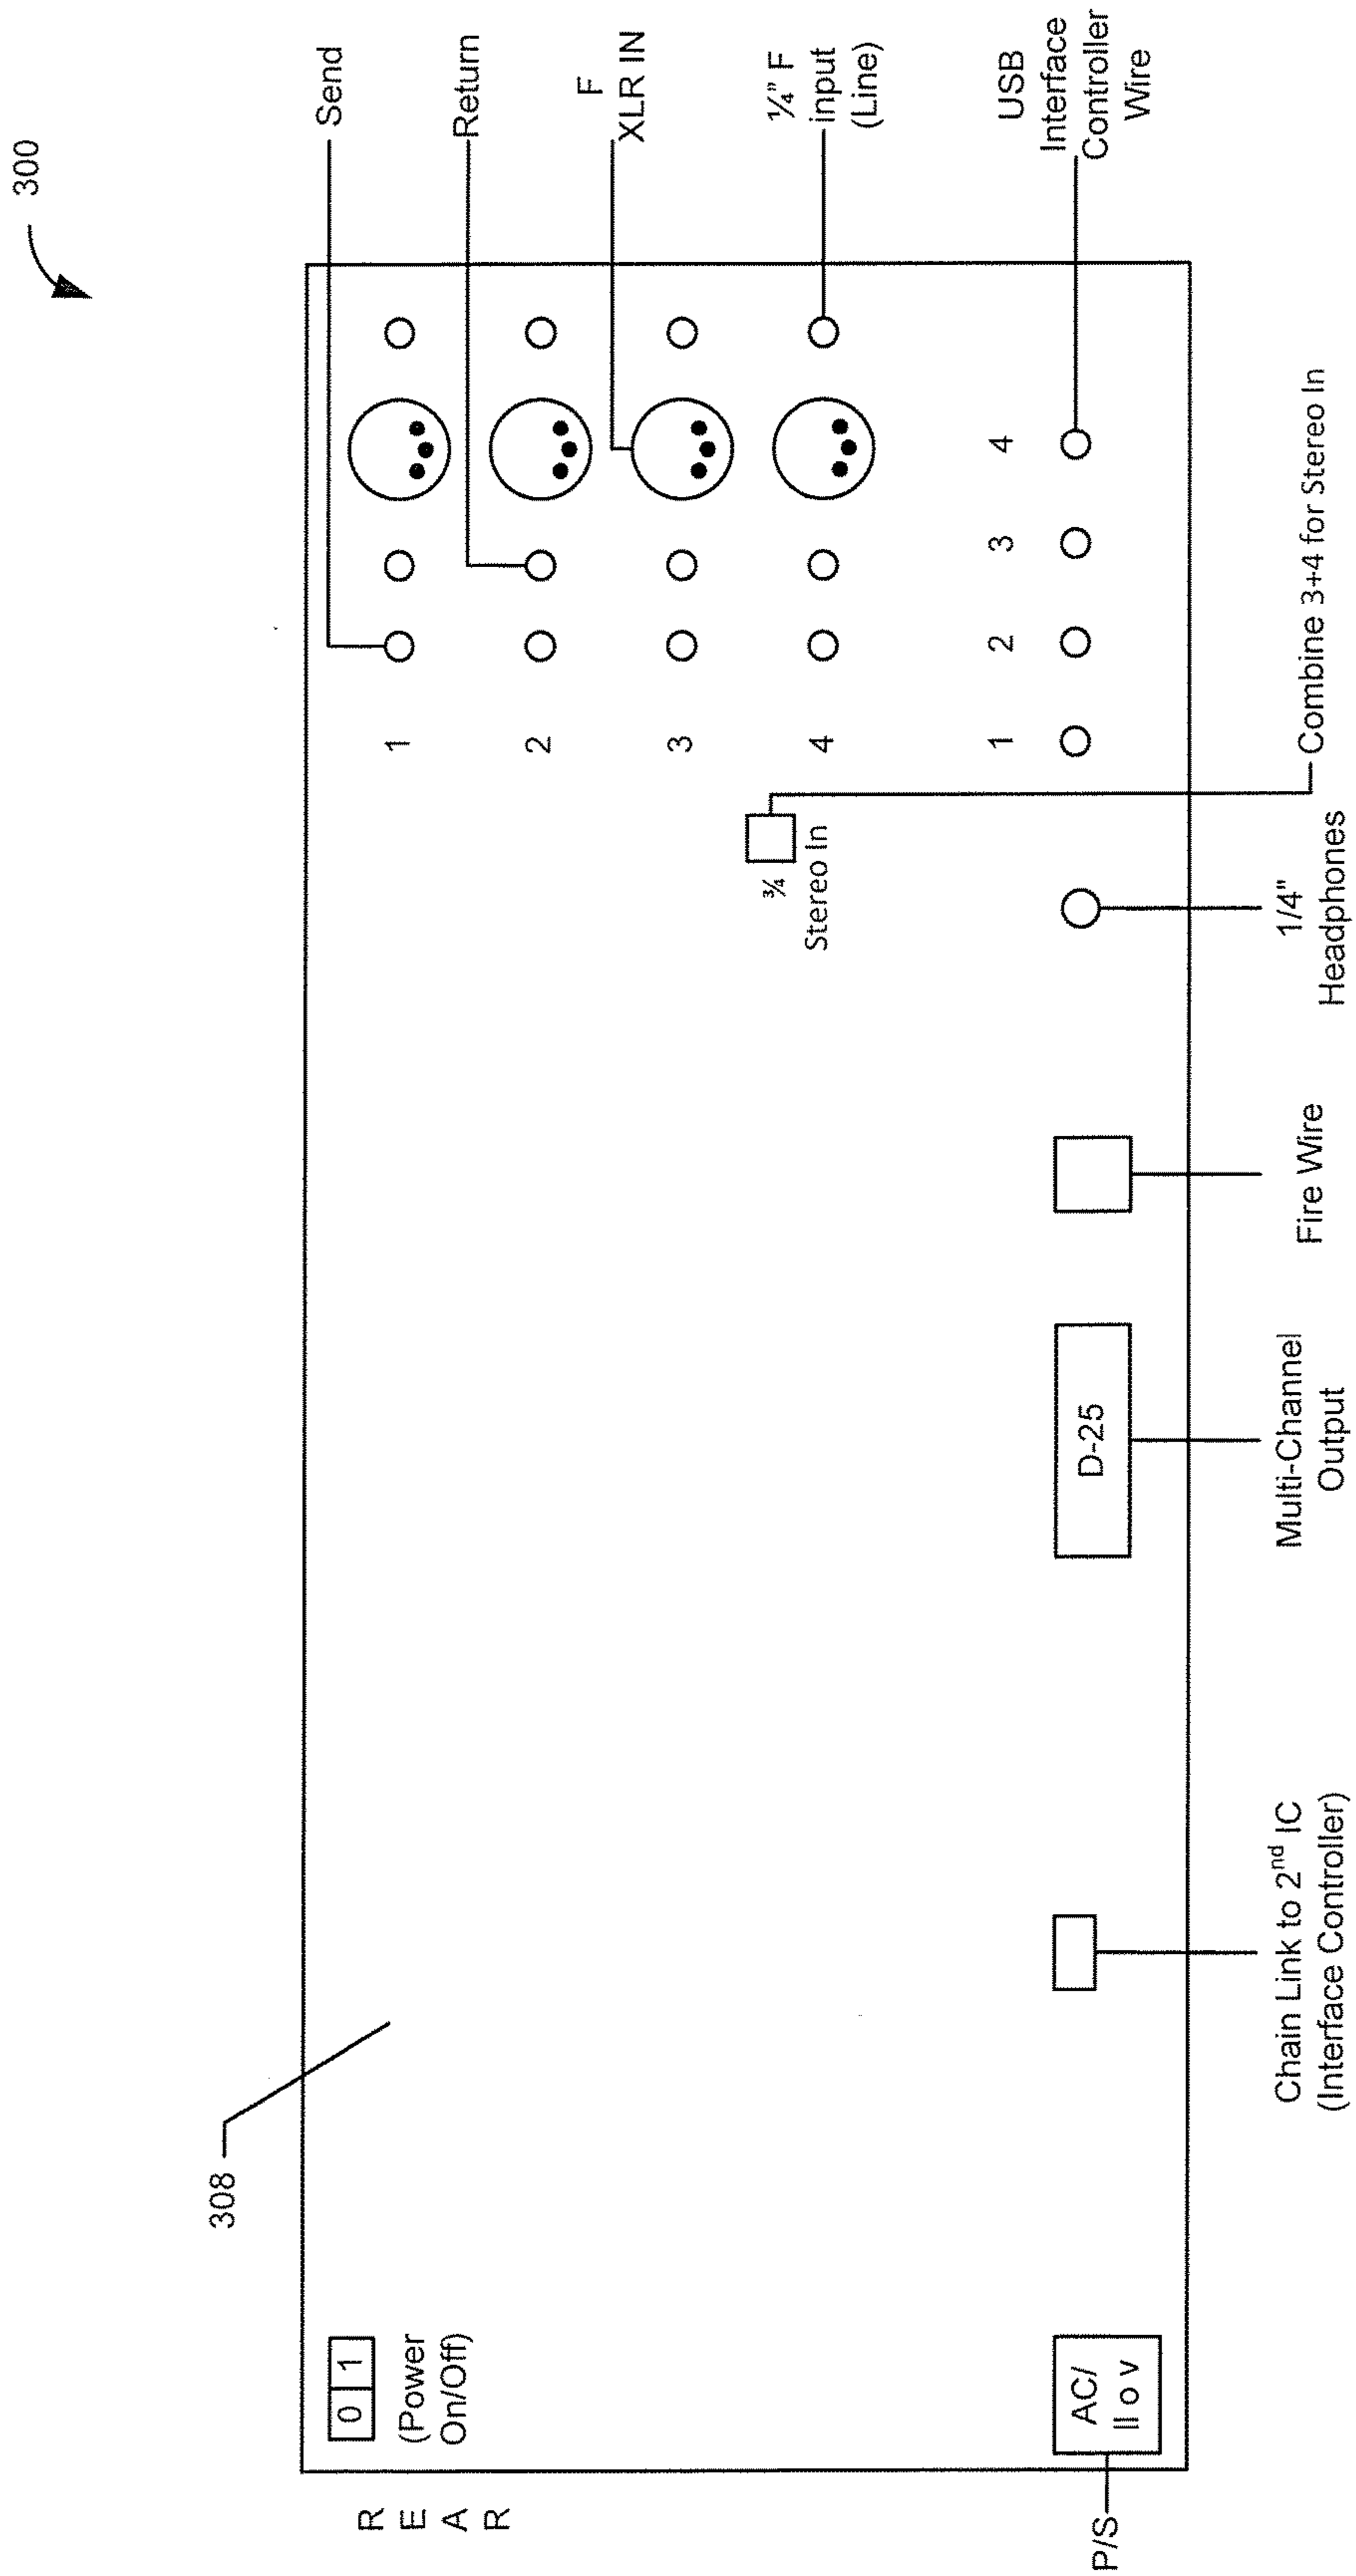 300
Send
Return
F
XLR IN
¼" F
input
(Line)
USB
Interface
Controller
Wire
308
R
E
A
R
0 1
(Power
On/Off)
1
2
3
4
¾
Stereo In
1 2 3 4
Combine 3+4 for Stereo In
D-25
AC/
ll o v
P/S
Chain Link to 2nd IC
(Interface Controller)
Multi-Channel
Output
Fire Wire
1/4"
Headphones